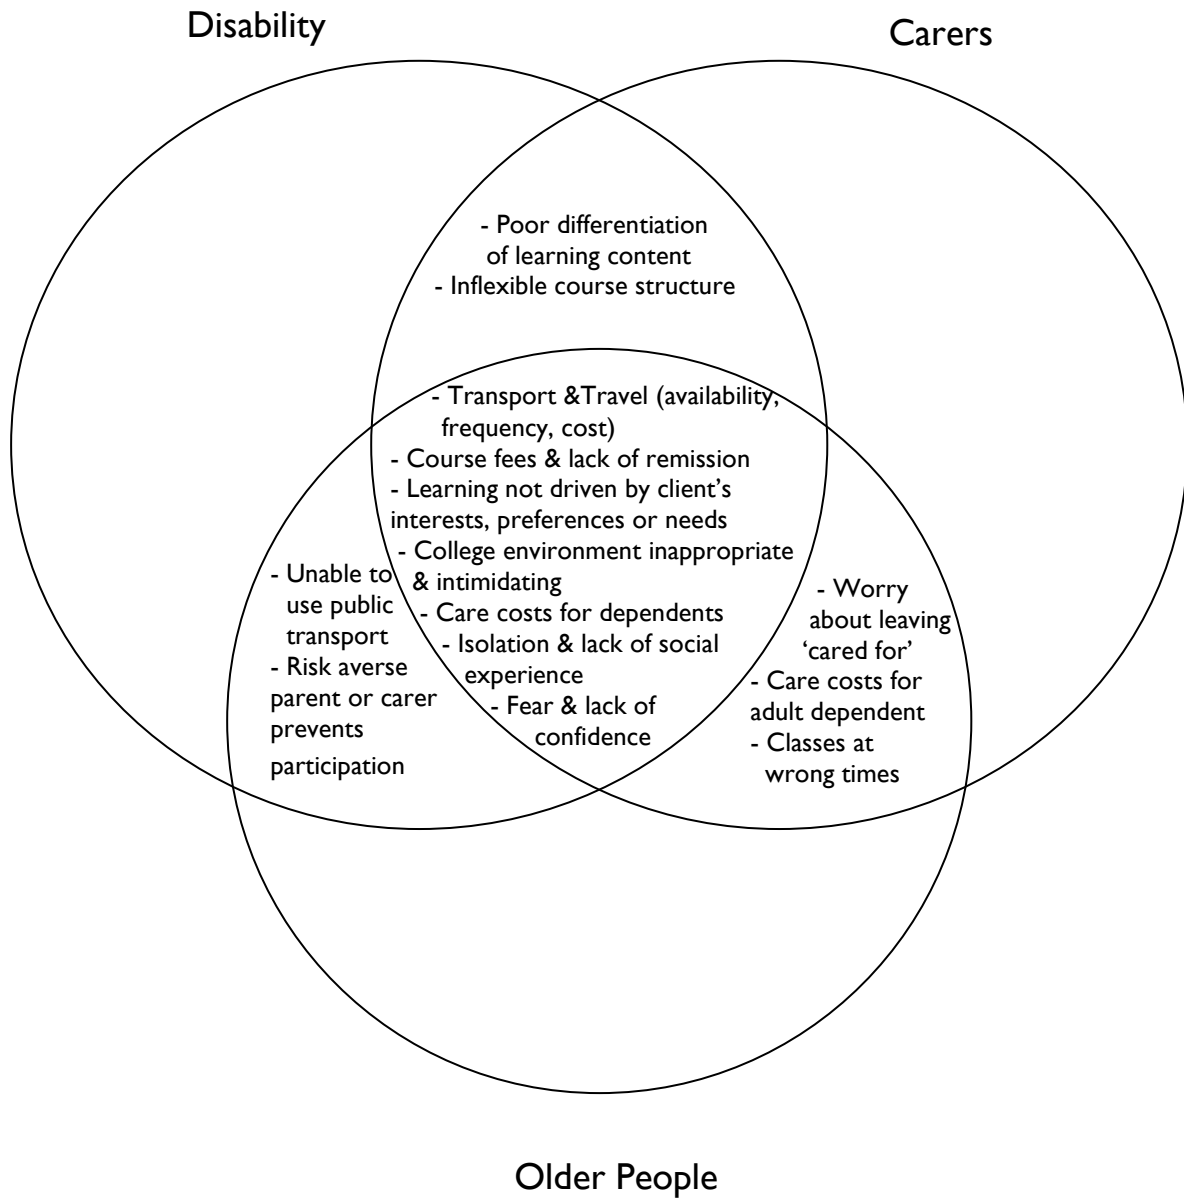 Disability
Carers
- Poor differentiation
of learning content
- Inflexible course structure
- Transport &Travel (availability,
frequency, cost)
- Course fees & lack of remission
- Learning not driven by client’s
interests, preferences or needs
- College environment inappropriate
& intimidating
- Care costs for dependents
- Isolation & lack of social
experience
- Fear & lack of
confidence
- Unable to
use public
transport
- Risk averse
parent or carer
prevents
participation
- Worry
about leaving
‘cared for’
- Care costs for
adult dependent
- Classes at
wrong times
Older People